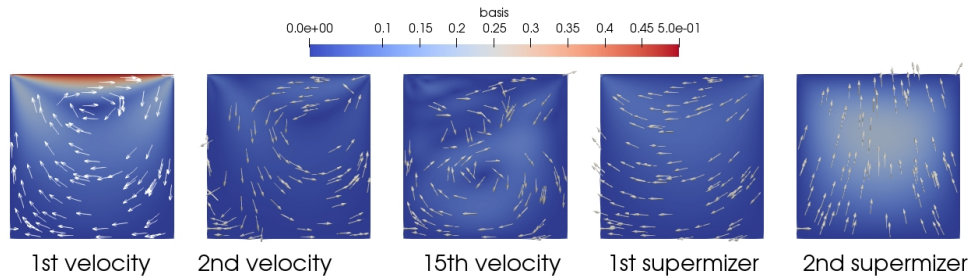 basis
0.0e+00 0.1 0.15 0.2 0.25 0.3 0.35 0.4 0.45 5.0e-01
1st velocity 2nd velocity 15th velocity 1st supermizer 2nd supermizer